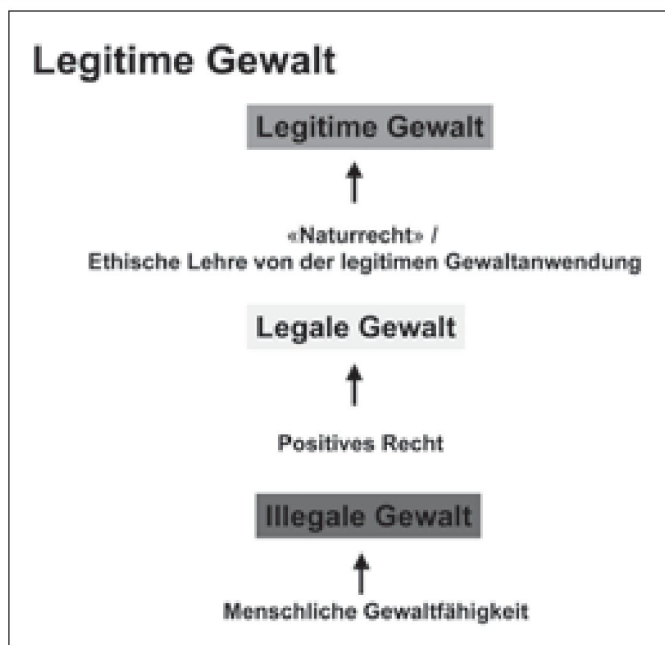 Legitime Gewalt
Legitime Gewalt
«Naturrecht» /
Ethische Lehre von der legitimen Gewaltanwendung
Legale Gewalt
Positives Recht
Illegale Gewalt
Menschliche Gewaltfähigkeit